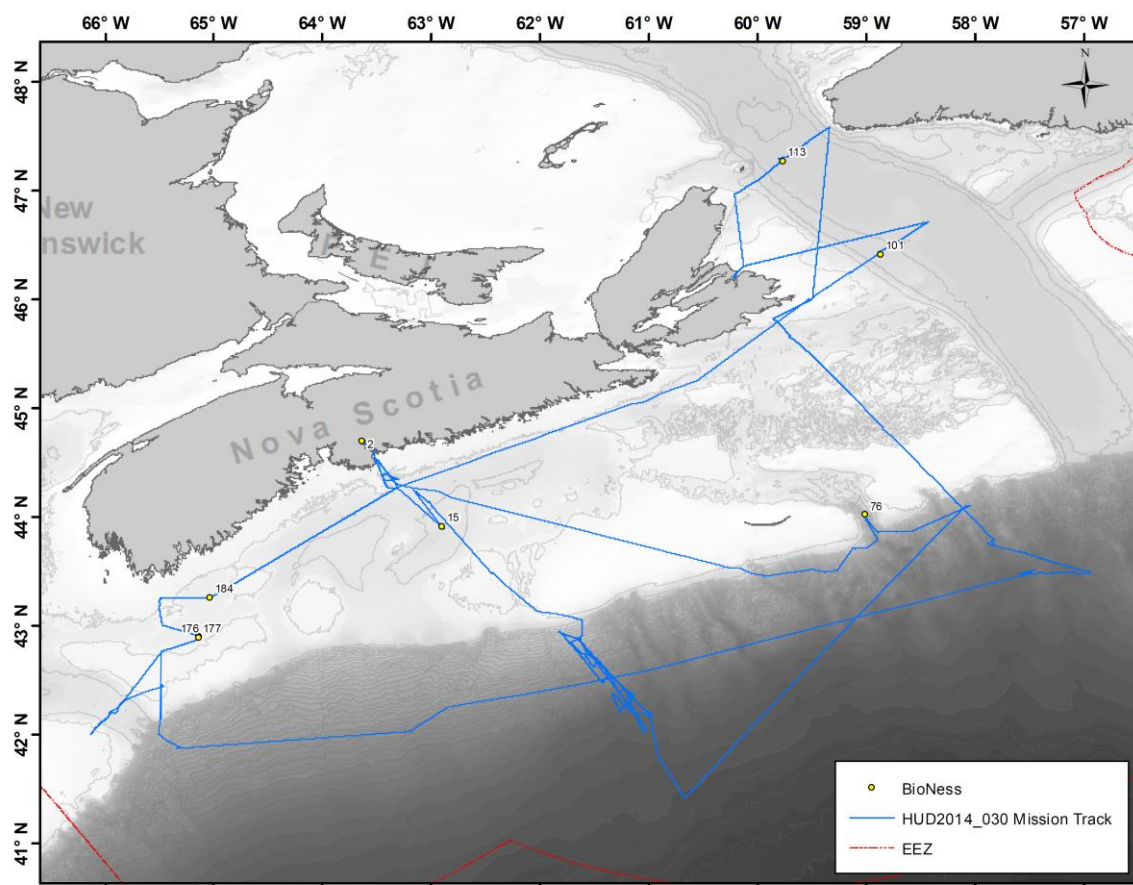 66° W 65° W 64° W 63° W 62° W 61° W 60° W 59° W 58° W 57° W
N
48° N
113
47° N
New
nswick
P E I
101
46° N
45° N
Nova Scotia
2
44° N
15
76
184
43° N
176 177
42° N
BioNess
HUD2014_030 Mission Track
EEZ
41° N